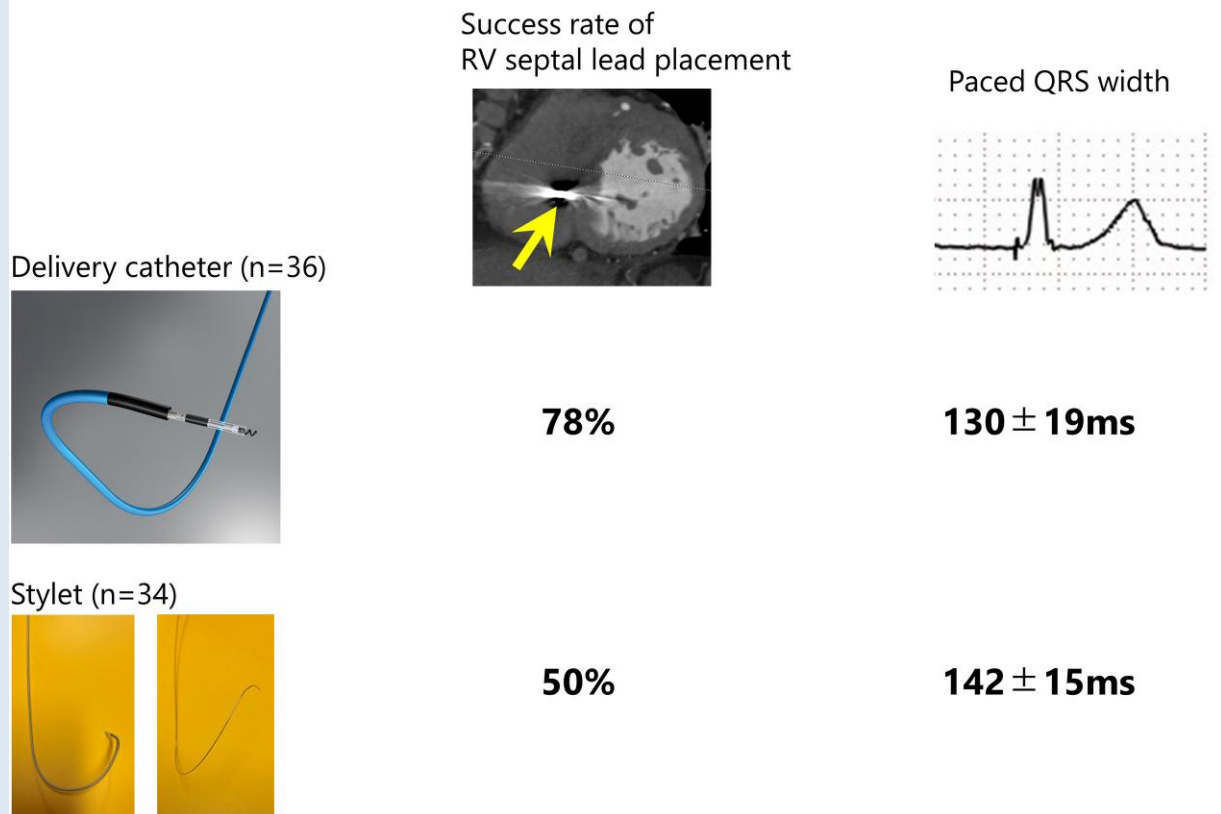 Success rate of
RV septal lead placement
Paced QRS width
Delivery catheter (n=36)
78%
130±19ms
Stylet (n=34)
50%
142±15ms